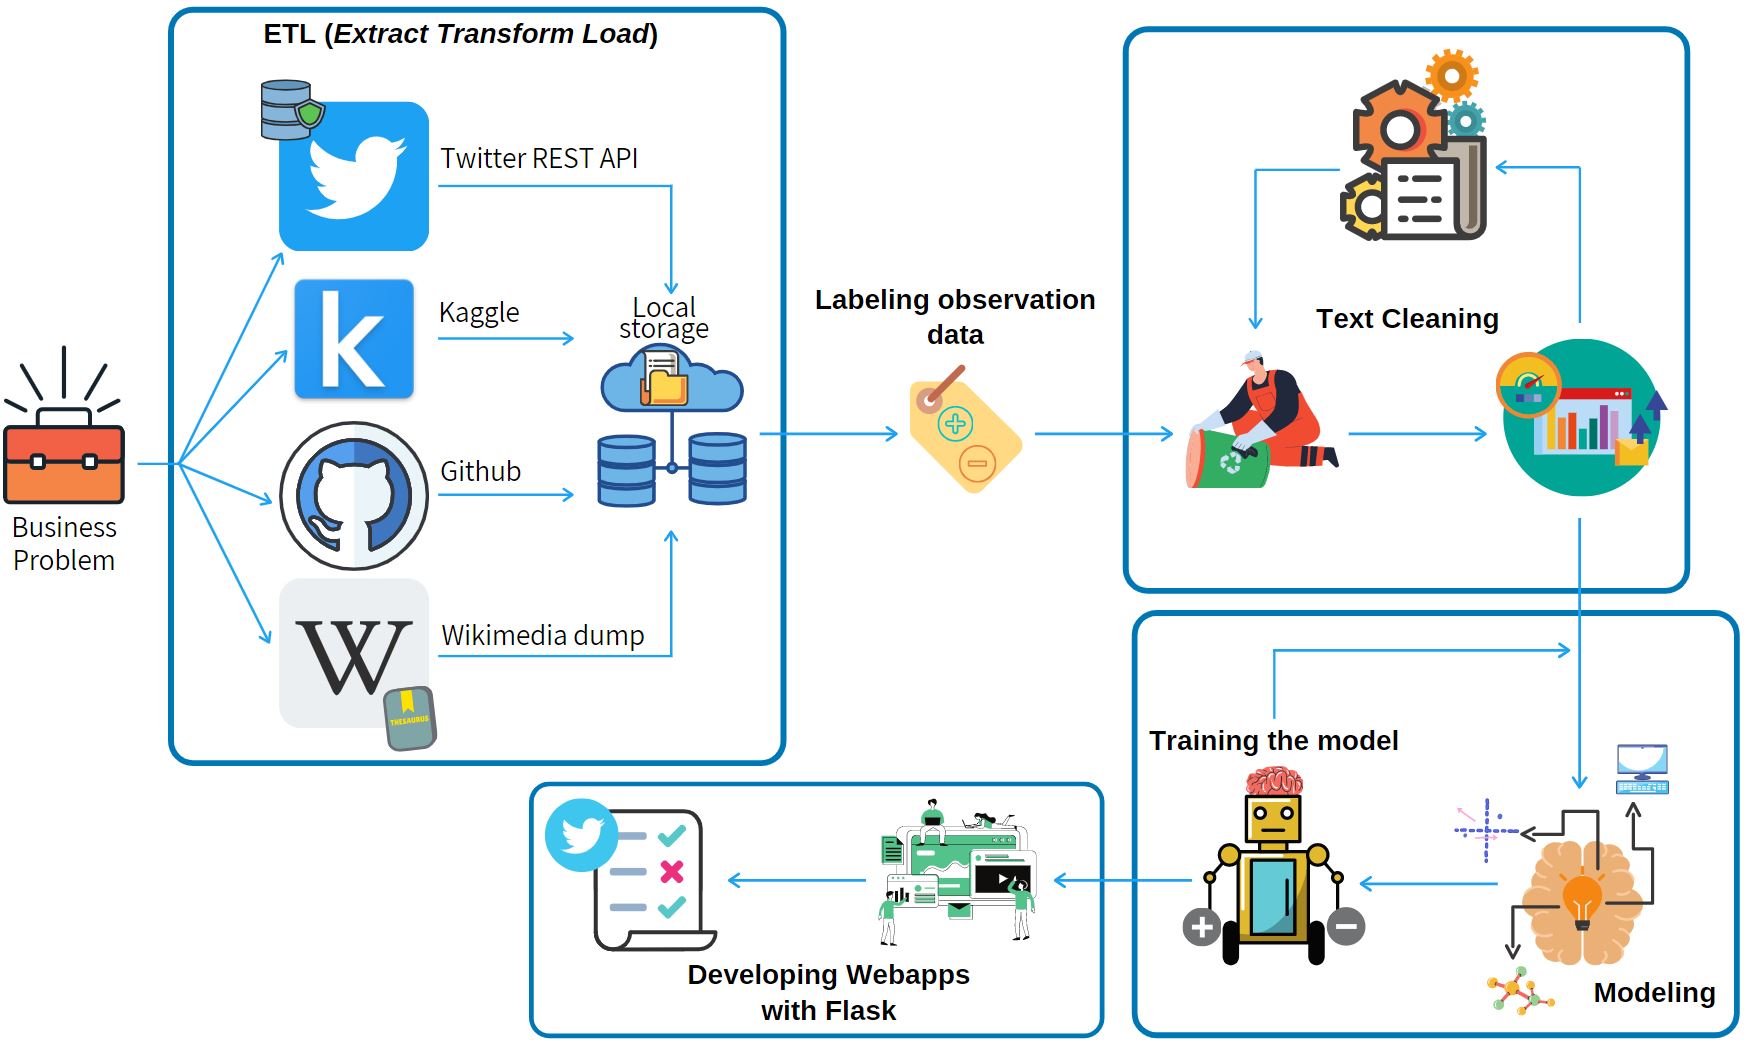 ETL (Extract Transform Load)
Twitter REST API
Kaggle
k
Local
storage
Github
Wikimedia dump
W
THESAURUS
Business
Problem
Labeling observation
data
Text Cleaning
Training the model
Modeling
Developing Webapps
with Flask